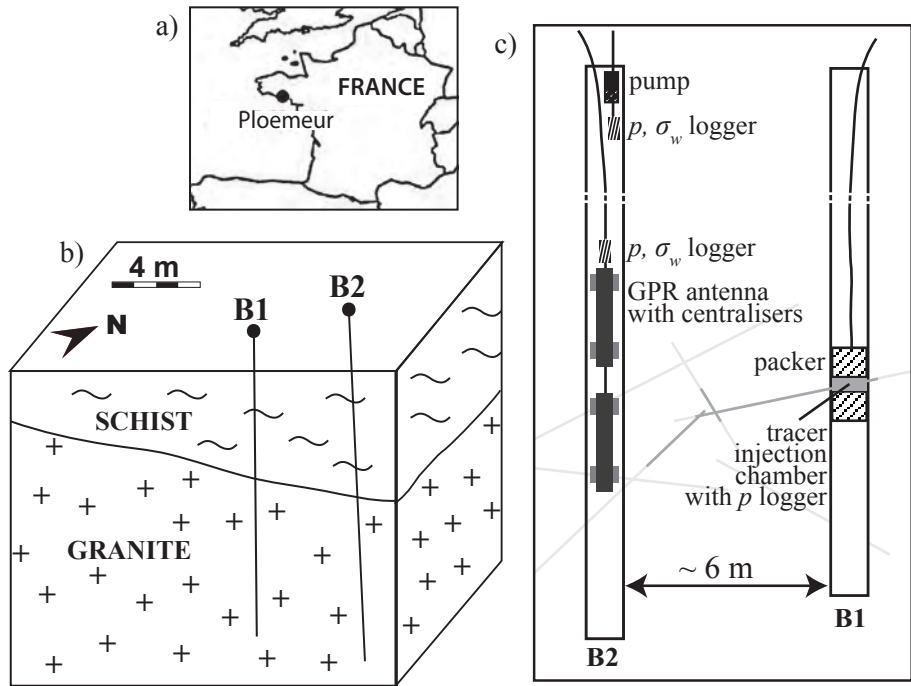 a)
FRANCE
Ploemeur
b)
4 m
N
B1
B2
SCHIST
GRANITE
c)
pump
p, σw logger
p, σw logger
GPR antenna
with centralisers
packer
tracer
injection
chamber
with p logger
~ 6 m
B2
B1